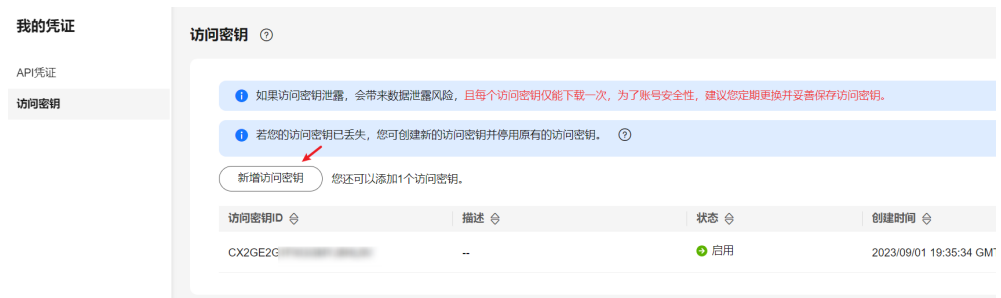 我的凭证
API凭证
访问密钥
访问密钥 ?
如果访问密钥泄露，会带来数据泄露风险，且每个访问密钥仅能下载一次，为了账号安全性，建议您定期更换并妥善保存访问密钥。
若您的访问密钥已丢失，您可创建新的访问密钥并停用原有的访问密钥。 ?
新增访问密钥 您还可以添加1个访问密钥。
访问密钥ID 描述 状态 创建时间
CX2GE2G -- 启用 2023/09/01 19:35:34 GMT